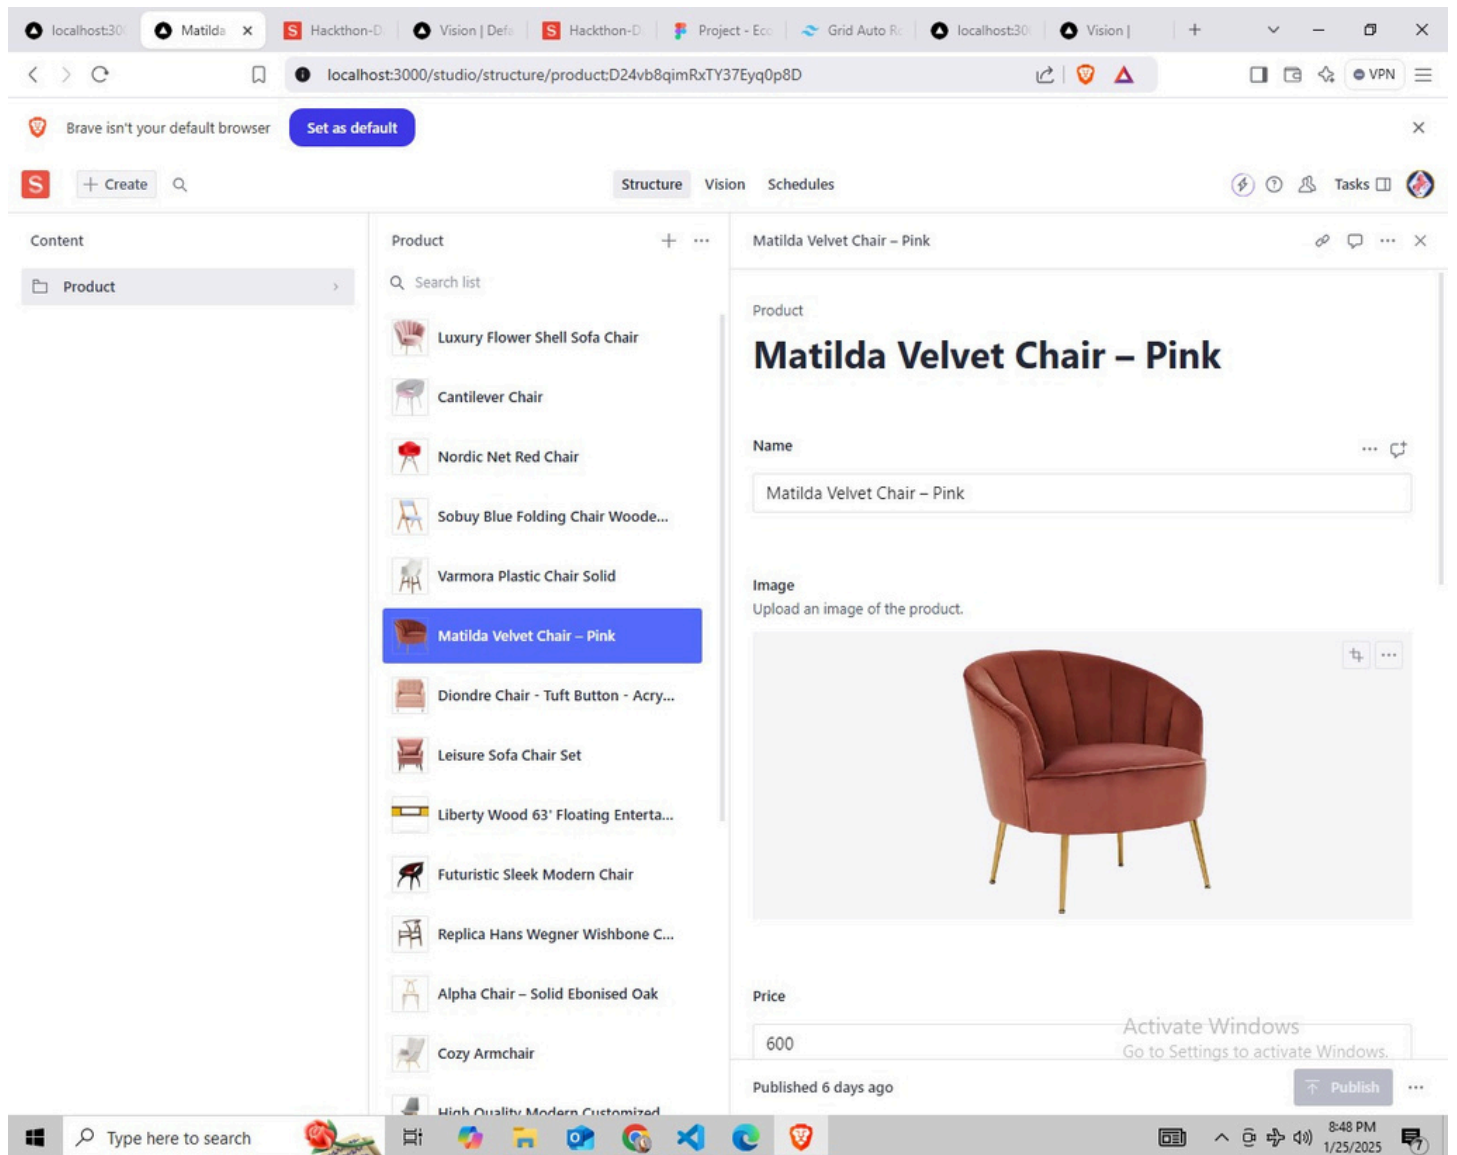 localhost:30
Matilda
Hackthon-D
Vision | Defa
Hackthon-D
Project - Eco
Grid Auto Ro
localhost:30
Vision |
localhost:3000/studio/structure/product;D24vb8qimRxTY37Eyq0p8D
VPN
Brave isn't your default browser
Set as default
S
+ Create
Structure
Vision
Schedules
Tasks
Content
Product
Product
Search list
Luxury Flower Shell Sofa Chair
Cantilever Chair
Nordic Net Red Chair
Sobuy Blue Folding Chair Woode...
Varmora Plastic Chair Solid
Matilda Velvet Chair – Pink
Diondre Chair - Tuft Button - Acry...
Leisure Sofa Chair Set
Liberty Wood 63' Floating Enterta...
Futuristic Sleek Modern Chair
Replica Hans Wegner Wishbone C...
Alpha Chair – Solid Ebonised Oak
Cozy Armchair
High Quality Modern Customized
Matilda Velvet Chair – Pink
Product
Matilda Velvet Chair – Pink
Name
Matilda Velvet Chair – Pink
Image
Upload an image of the product.
Price
600
Activate Windows
Go to Settings to activate Windows.
Published 6 days ago
Publish
Type here to search
8:48 PM
1/25/2025
7